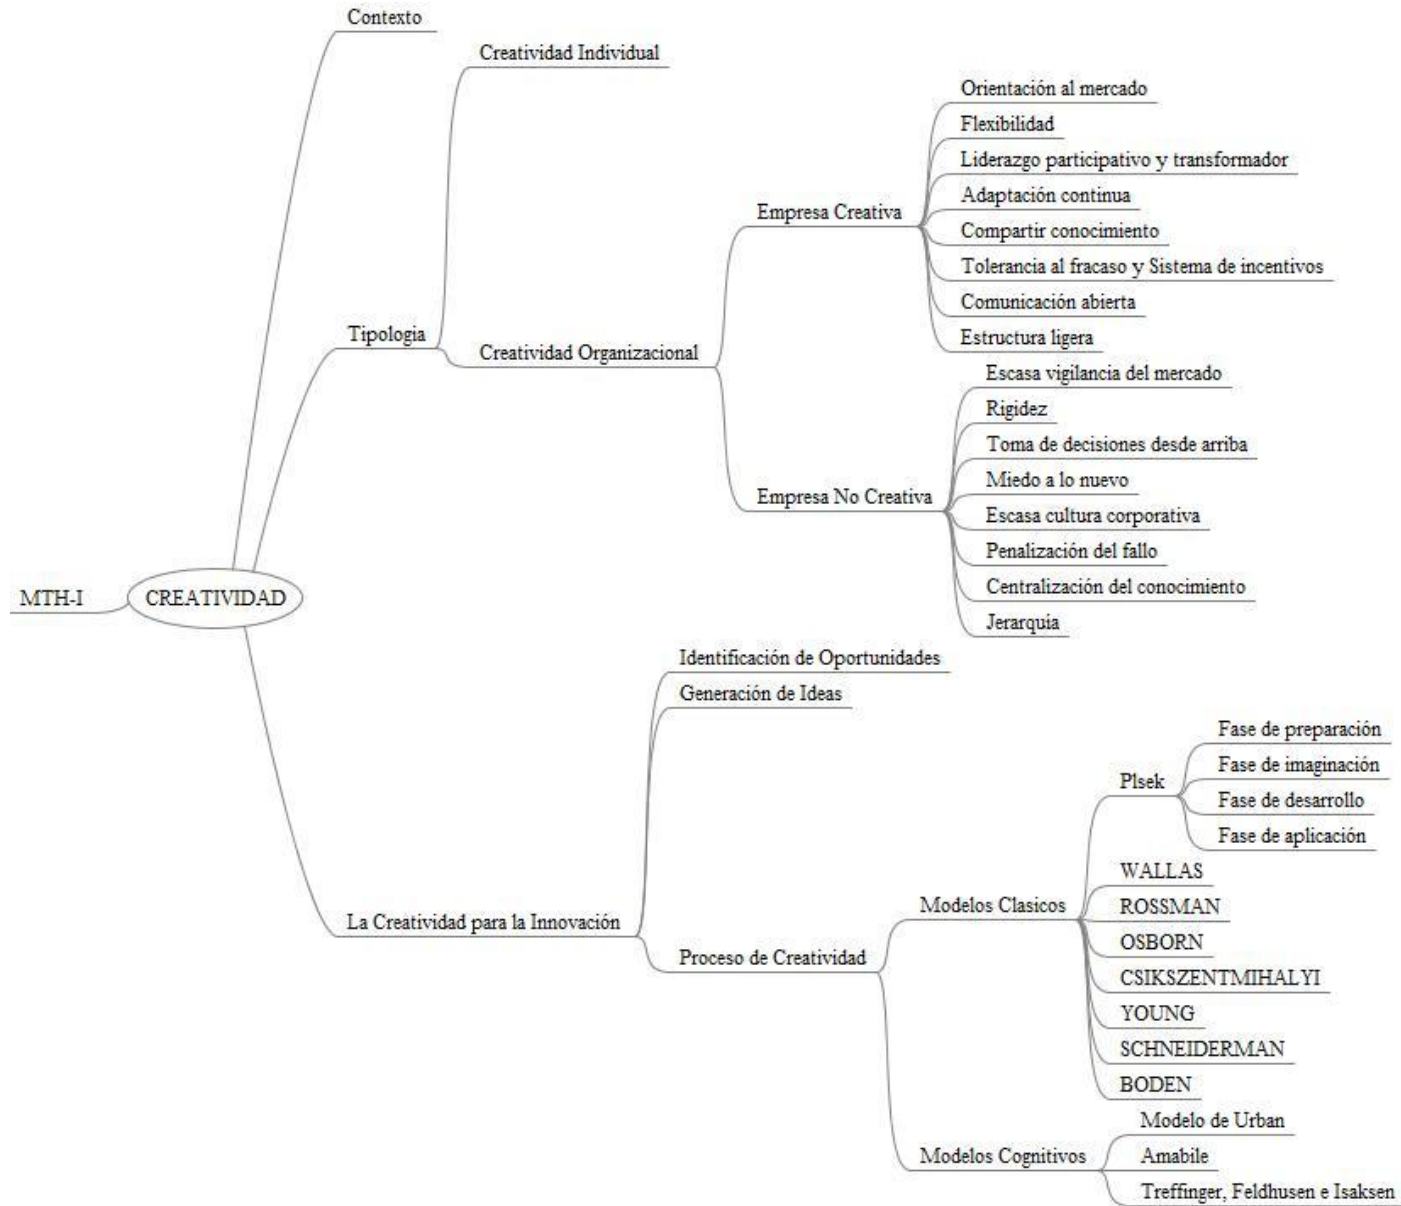 Contexto
Creatividad Individual
Orientación al mercado
Flexibilidad
Liderazgo participativo y transformador
Adaptación continua
Empresa Creativa
Compartir conocimiento
Tolerancia al fracaso y Sistema de incentivos
Comunicación abierta
Estructura ligera
Tipologia
Creatividad Organizacional
Escasa vigilancia del mercado
Rigidez
Toma de decisiones desde arriba
Miedo a lo nuevo
Empresa No Creativa
Escasa cultura corporativa
Penalización del fallo
Centralización del conocimiento
Jerarquía
MTH-I
CREATIVIDAD
Identificación de Oportunidades
Generación de Ideas
La Creatividad para la Innovación
Proceso de Creatividad
Modelos Clasicos
Plsek
Fase de preparación
Fase de imaginación
Fase de desarrollo
Fase de aplicación
WALLAS
ROSSMAN
OSBORN
CSIKSZENTMIHALYI
YOUNG
SCHNEIDERMAN
BODEN
Modelos Cognitivos
Modelo de Urban
Amabile
Treffinger, Feldhusen e Isaksen